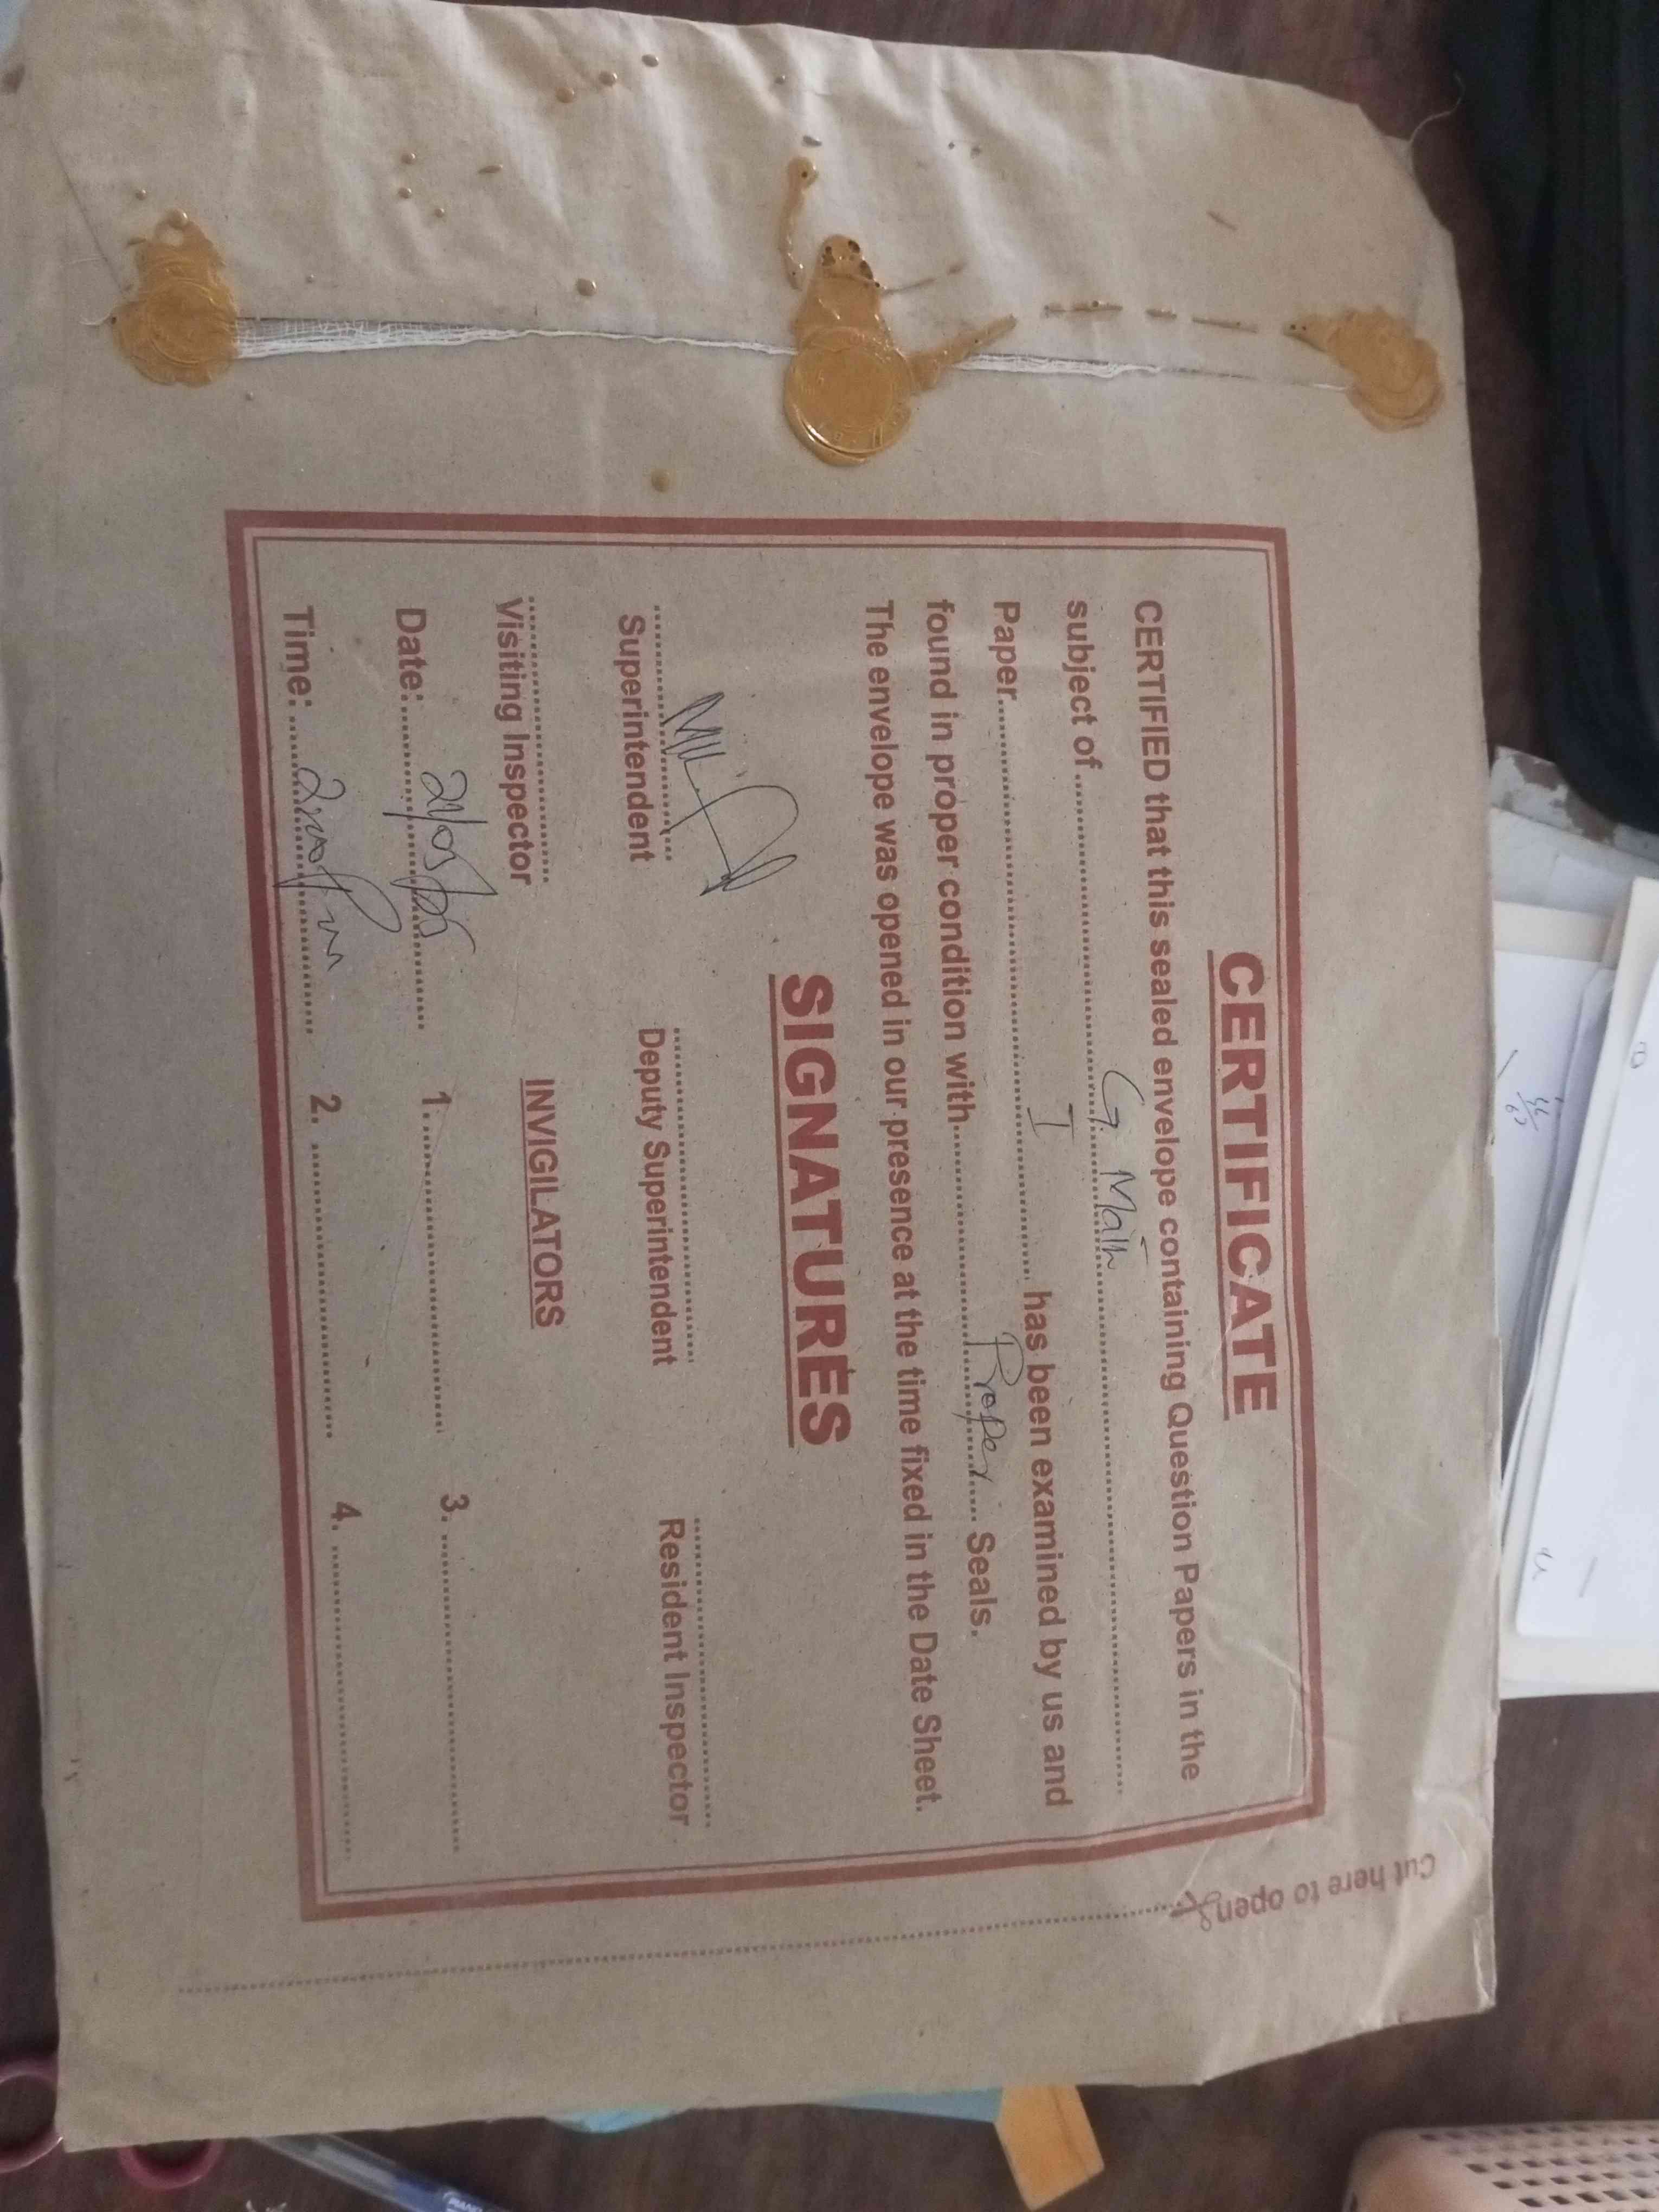 CERTIFICATE
CERTIFIED that this sealed envelope containing Question Papers in the
subject of G. Math
Paper I has been examined by us and
found in proper condition with Proper Seals.
The envelope was opened in our presence at the time fixed in the Date Sheet.
SIGNATURES
Superintendent Deputy Superintendent Resident Inspector
Visiting Inspector
INVIGILATORS
Date: 1. 3.
Time: 2. 4.
Cut here to open